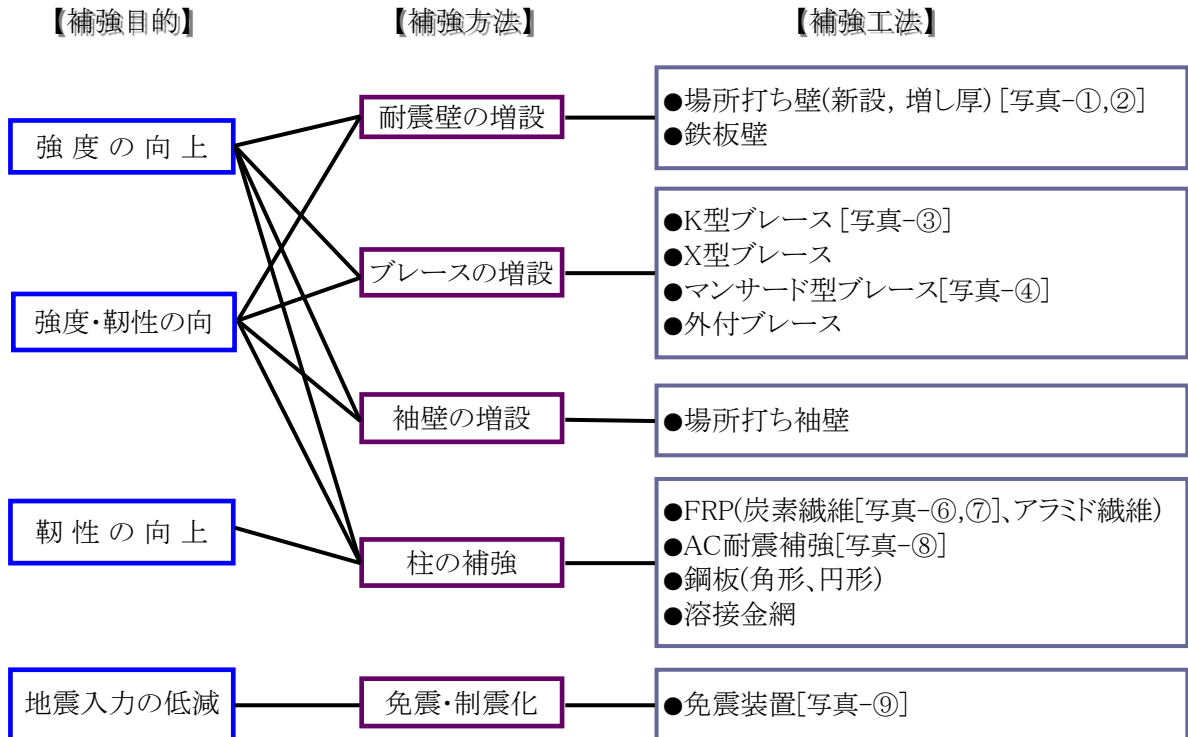 【補強目的】
【補強方法】
【補強工法】
強度の向上
強度・靭性の向
靭性の向上
地震入力の低減
耐震壁の増設
ブレースの増設
袖壁の増設
柱の補強
免震・制震化
●場所打ち壁(新設, 増し厚) [写真-①,②]
●鉄板壁
●K型ブレース [写真-③]
●X型ブレース
●マンサード型ブレース[写真-④]
●外付ブレース
●場所打ち袖壁
●FRP(炭素繊維[写真-⑥,⑦]、アラミド繊維)
●AC耐震補強[写真-⑧]
●鋼板(角形、円形)
●溶接金網
●免震装置[写真-⑨]